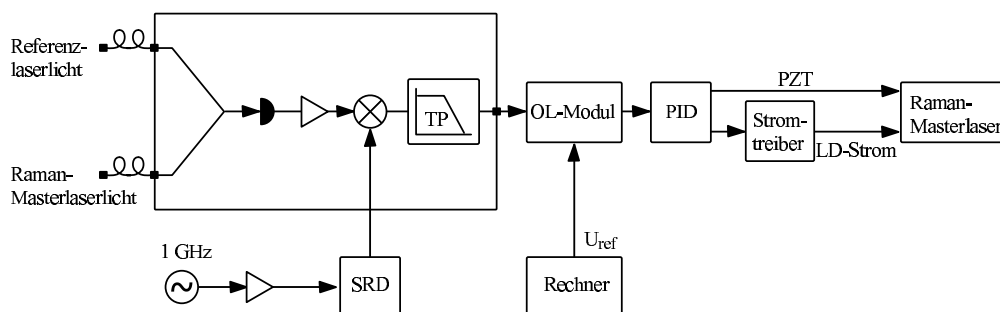 Referenz-
laserlicht
Raman-
Masterlaserlicht
TP
OL-Modul
PID
PZT
Strom-
treiber
LD-Strom
Raman-
Masterlaser
1 GHz
SRD
Uref
Rechner